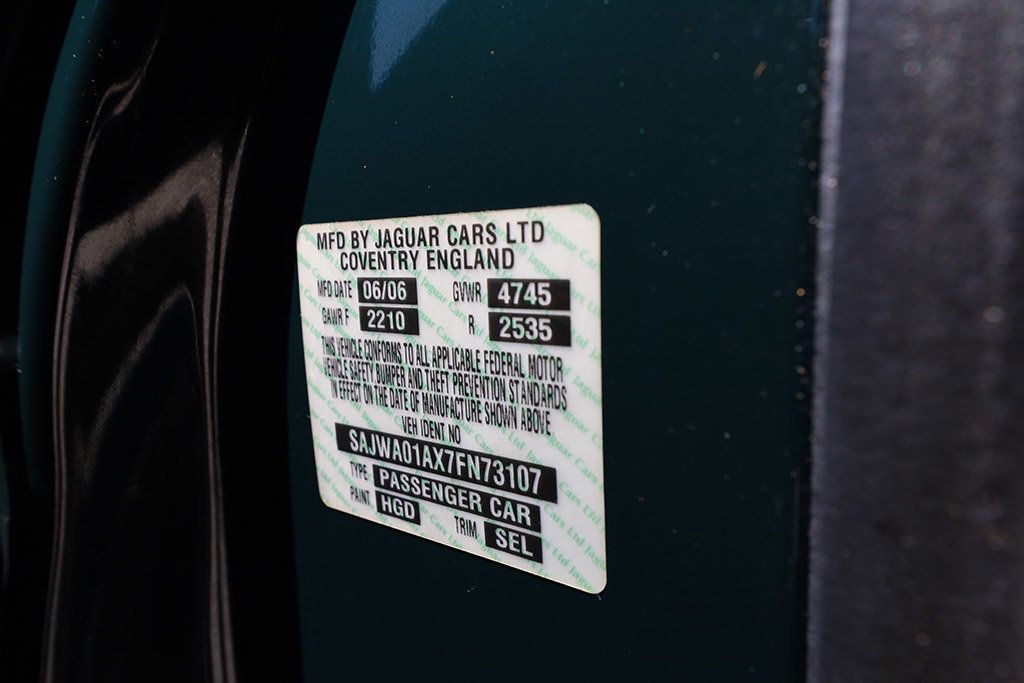 MFD BY JAGUAR CARS LTD
COVENTRY ENGLAND
MFD DATE 06/06 GVWR 4745
GAWR F 2210 R 2535
THIS VEHICLE CONFORMS TO ALL APPLICABLE FEDERAL MOTOR
VEHICLE SAFETY BUMPER AND THEFT PREVENTION STANDARDS
IN EFFECT ON THE DATE OF MANUFACTURE SHOWN ABOVE
VEH IDENT NO
SAJWA01AX7FN73107
TYPE PASSENGER CAR
PAINT HGD TRIM SEL